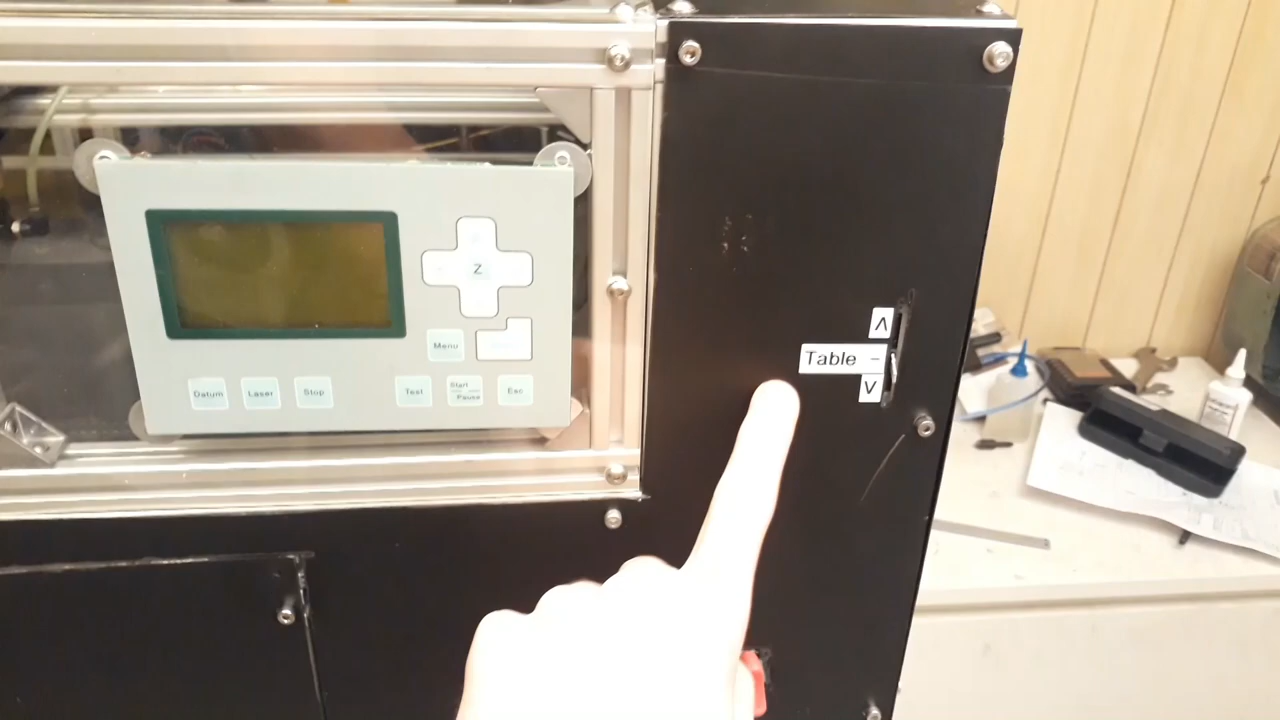 Z
Menu
Datum
Laser
Stop
Test
Start
Pause
Esc
Λ
Table -
V